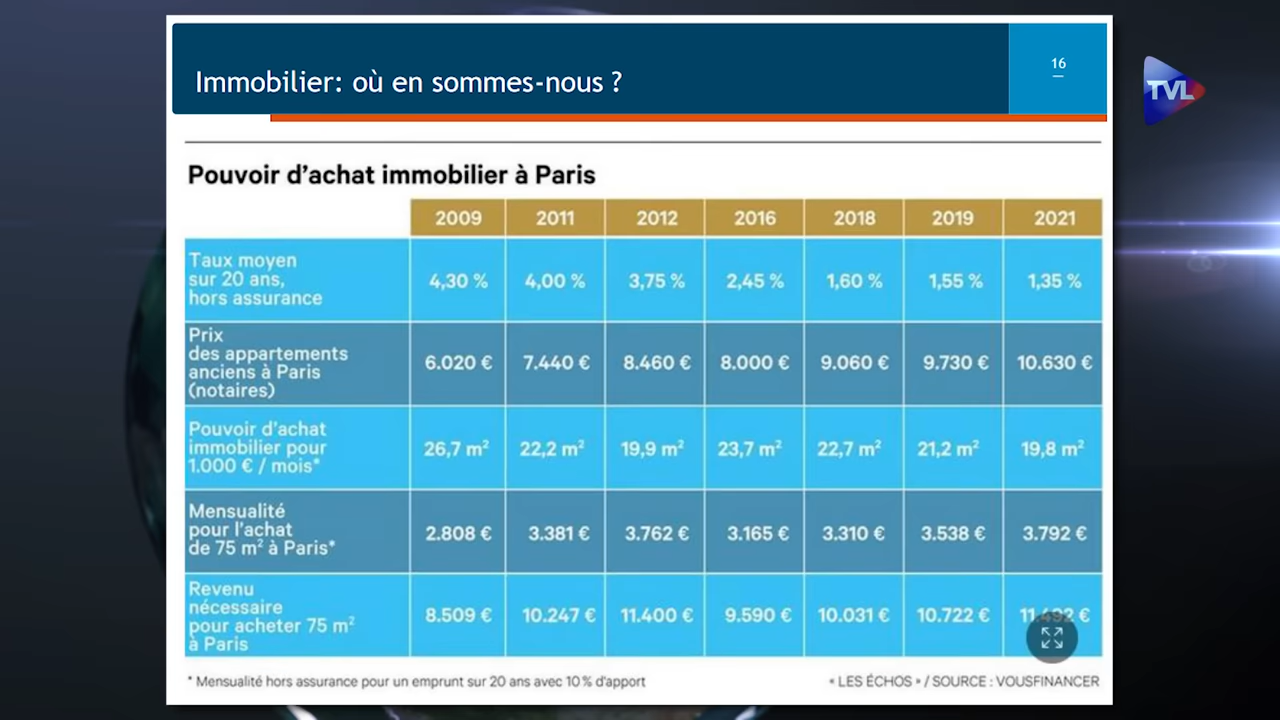 Immobilier: où en sommes-nous ?
16
TVL
Pouvoir d'achat immobilier à Paris
2009 2011 2012 2016 2018 2019 2021
Taux moyen
sur 20 ans,
hors assurance
4,30 % 4,00 % 3,75 % 2,45 % 1,60 % 1,55 % 1,35 %
Prix
des appartements
anciens à Paris
(notaires)
6.020 € 7.440 € 8.460 € 8.000 € 9.060 € 9.730 € 10.630 €
Pouvoir d'achat
immobilier pour
1.000 € / mois*
26,7 m² 22,2 m² 19,9 m² 23,7 m² 22,7 m² 21,2 m² 19,8 m²
Mensualité
pour l'achat
de 75 m² à Paris*
2.808 € 3.381 € 3.762 € 3.165 € 3.310 € 3.538 € 3.792 €
Revenu
nécessaire
pour acheter 75 m²
à Paris
8.509 € 10.247 € 11.400 € 9.590 € 10.031 € 10.722 € 11.492 €
* Mensualité hors assurance pour un emprunt sur 20 ans avec 10 % d'apport
« LES ÉCHOS » / SOURCE : VOUSFINANCER